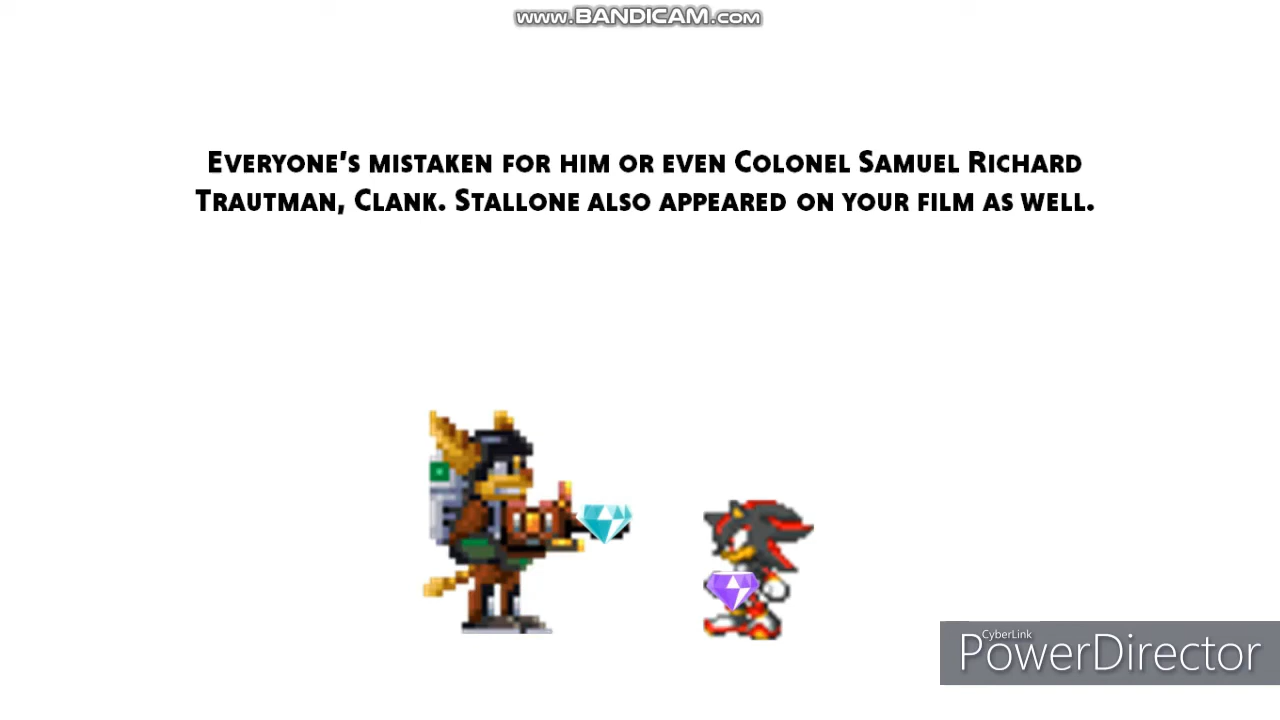 www.BANDICAM.com
Everyone's mistaken for him or even Colonel Samuel Richard
Trautman, Clank. Stallone also appeared on your film as well.
CyberLink
PowerDirector